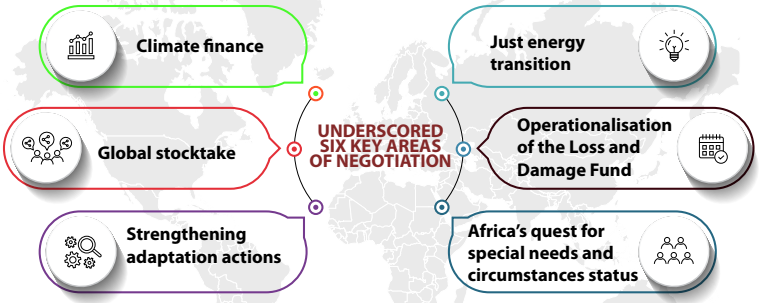 Climate finance
Global stocktake
Strengthening
adaptation actions
UNDERSCORED
SIX KEY AREAS
OF NEGOTIATION
Just energy
transition
Operationalisation
of the Loss and
Damage Fund
Africa’s quest for
special needs and
circumstances status